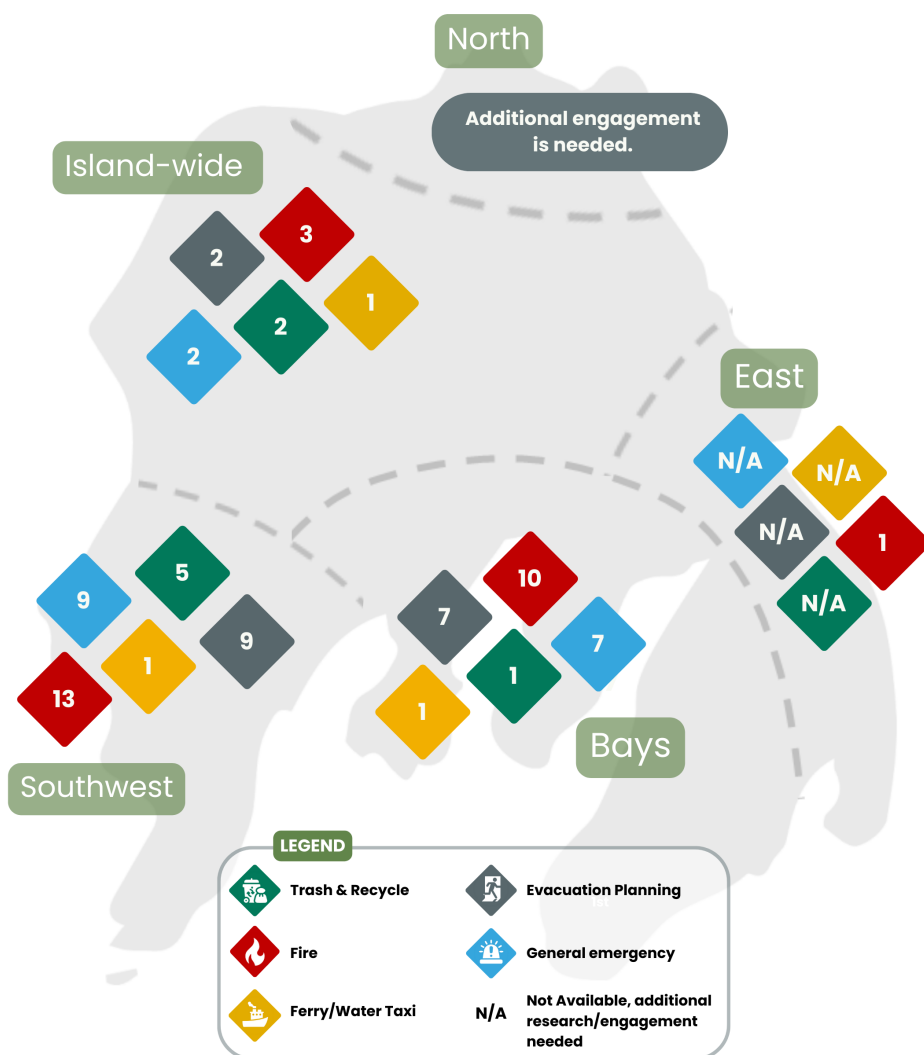 North
Additional engagement
is needed.
Island-wide
3
2
1
2
2
East
N/A
N/A
N/A
1
N/A
5
9
9
1
13
Southwest
10
7
7
1
1
Bays
LEGEND
Trash & Recycle
Evacuation Planning
1st
Fire
General emergency
Ferry/Water Taxi
N/A
Not Available, additional
research/engagement
needed